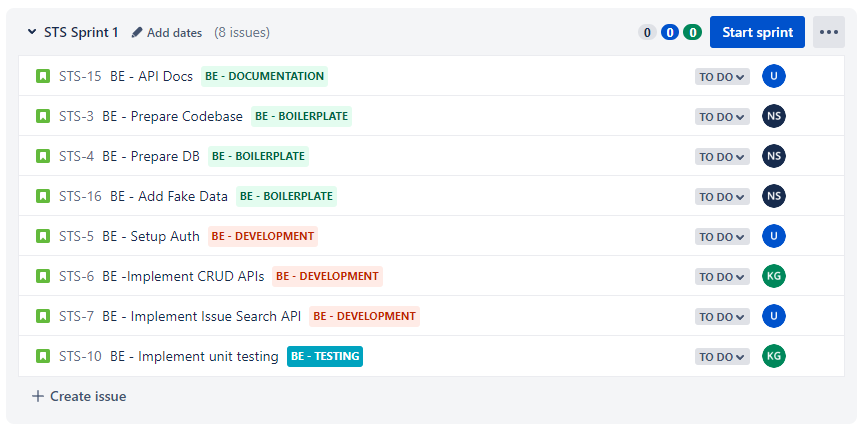 STS Sprint 1 Add dates (8 issues) 0 0 0 Start sprint
STS-15 BE - API Docs BE - DOCUMENTATION TO DO U
STS-3 BE - Prepare Codebase BE - BOILERPLATE TO DO NS
STS-4 BE - Prepare DB BE - BOILERPLATE TO DO NS
STS-16 BE - Add Fake Data BE - BOILERPLATE TO DO NS
STS-5 BE - Setup Auth BE - DEVELOPMENT TO DO U
STS-6 BE -Implement CRUD APIs BE - DEVELOPMENT TO DO KG
STS-7 BE - Implement Issue Search API BE - DEVELOPMENT TO DO U
STS-10 BE - Implement unit testing BE - TESTING TO DO KG
+ Create issue